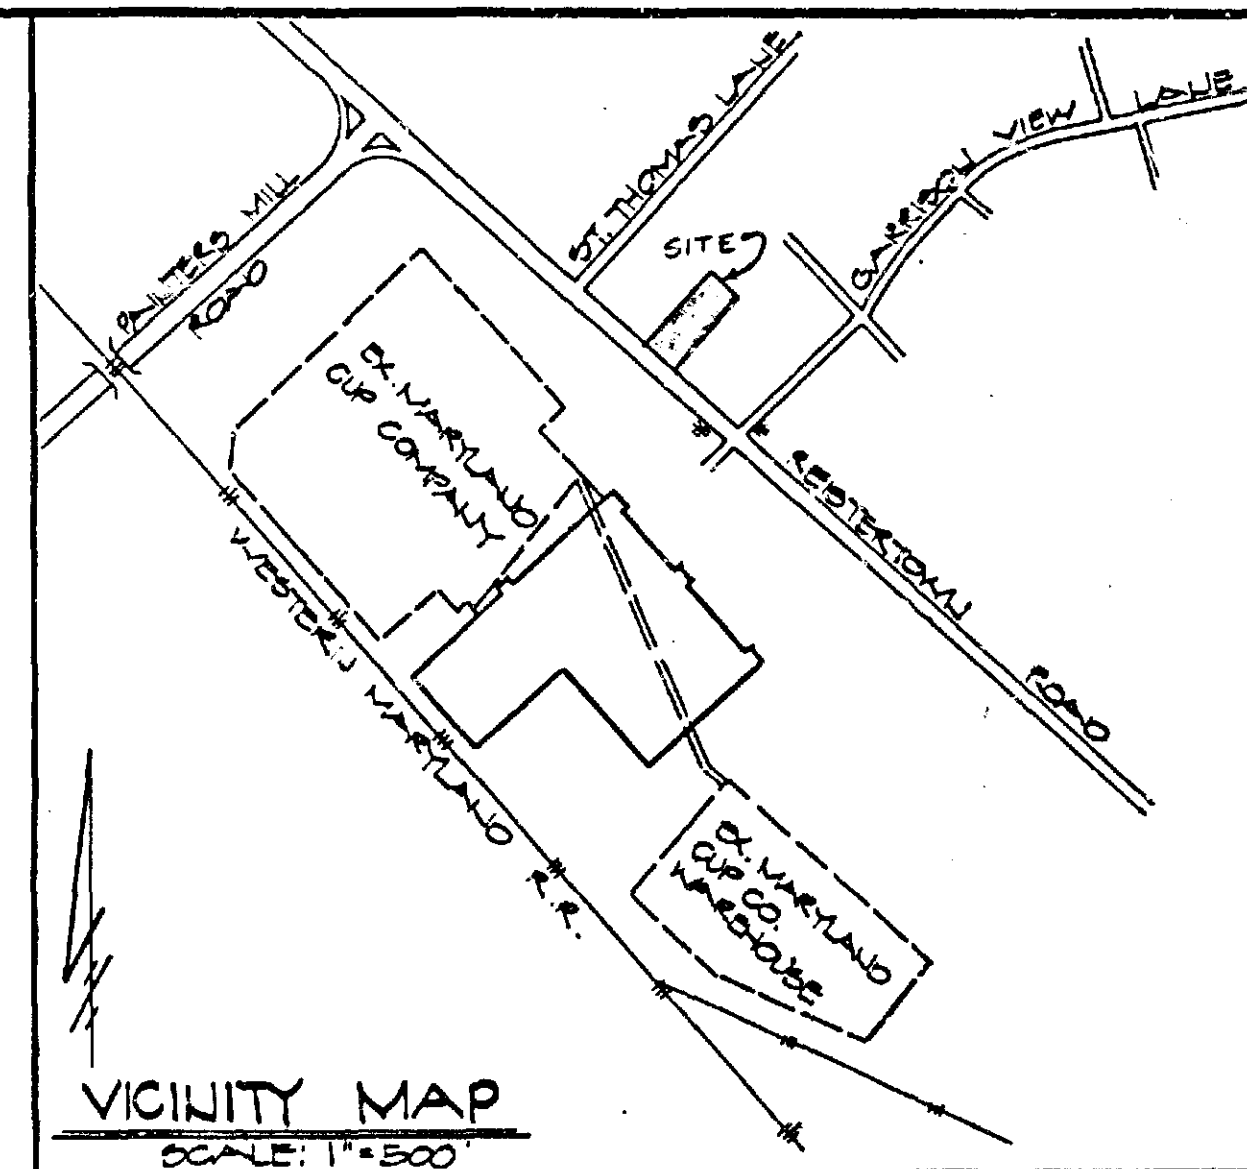 ST. THOMAS LANE
GARRISON VIEW LANE
PAINTERS MILL
ROAD
SITE
EX. MARYLAND
CUP COMPANY
REISTERTOWN ROAD
WESTERN MARYLAND R.R.
EX. MARYLAND
CUP CO.
WAREHOUSE
VICINITY MAP
SCALE: 1"=500'